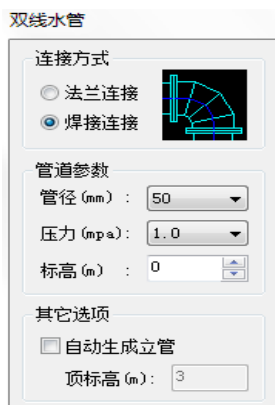 双线水管
连接方式
法兰连接
焊接连接
管道参数
管径(mm) : 50
压力(mpa): 1.0
标高(m) : 0
其它选项
自动生成立管
顶标高(m): 3